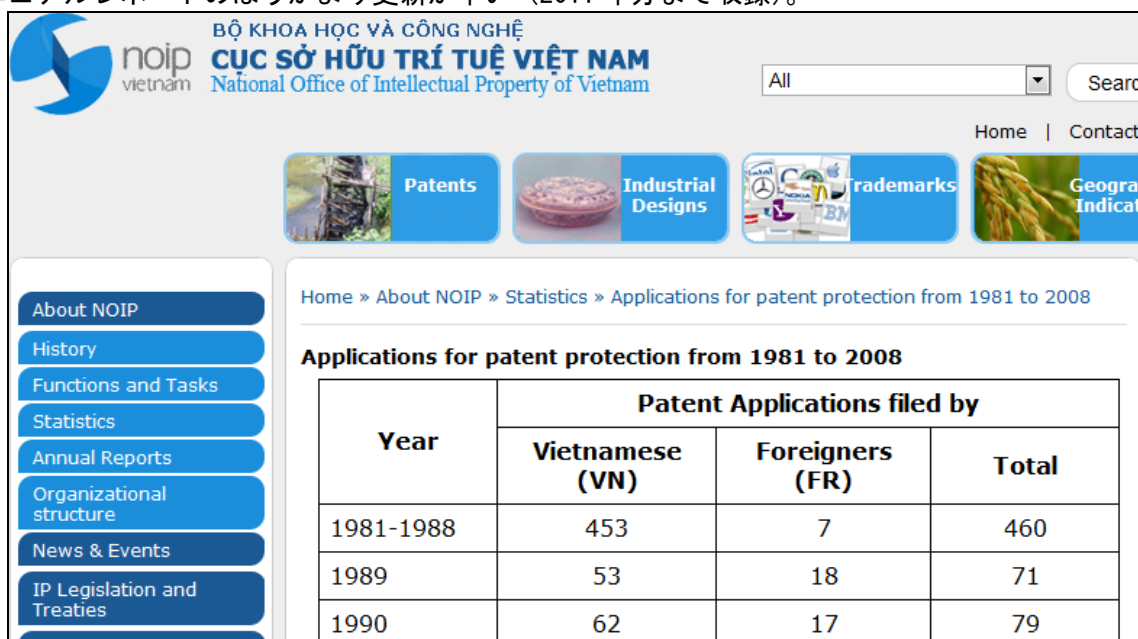 BỘ KHOA HỌC VÀ CÔNG NGHỆ
noip
vietnam
CỤC SỞ HỮU TRÍ TUỆ VIỆT NAM
National Office of Intellectual Property of Vietnam
All
Searc
Home | Contact
Patents
Industrial
Designs
Trademarks
Geogra
Indicat
About NOIP
History
Functions and Tasks
Statistics
Annual Reports
Organizational
structure
News & Events
IP Legislation and
Treaties
Home » About NOIP » Statistics » Applications for patent protection from 1981 to 2008
Applications for patent protection from 1981 to 2008
Year
Patent Applications filed by
Vietnamese
(VN)
Foreigners
(FR)
Total
1981-1988 453 7 460
1989 53 18 71
1990 62 17 79